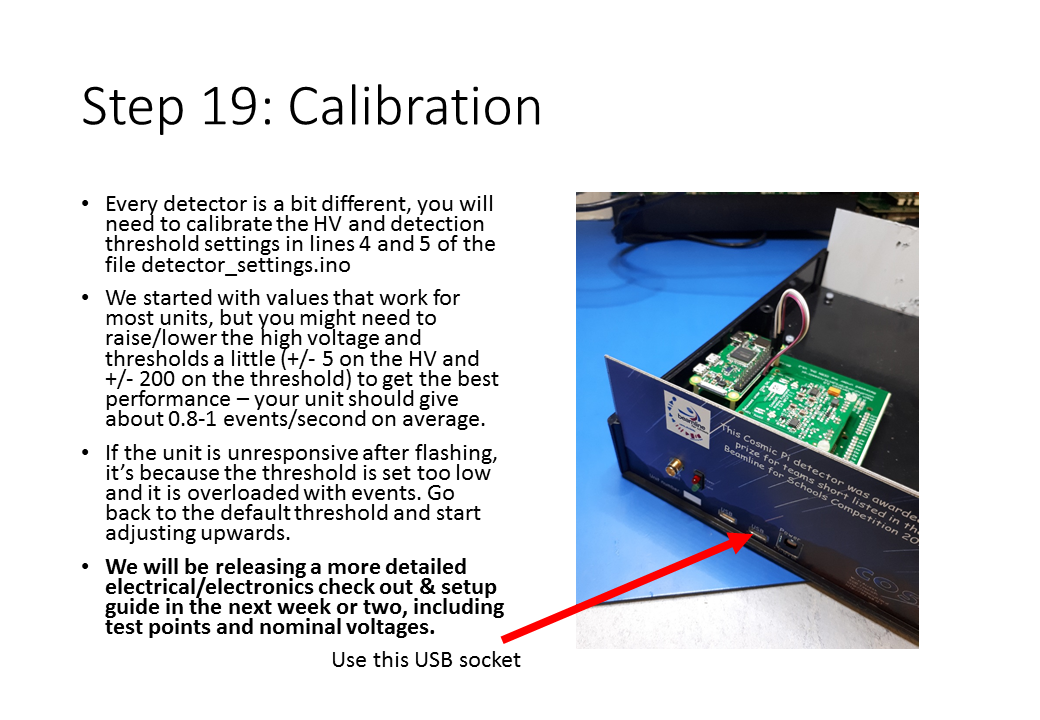 Step 19: Calibration
• Every detector is a bit different, you will
need to calibrate the HV and detection
threshold settings in lines 4 and 5 of the
file detector_settings.ino
• We started with values that work for
most units, but you might need to
raise/lower the high voltage and
thresholds a little (+/- 5 on the HV and
+/- 200 on the threshold) to get the best
performance – your unit should give
about 0.8-1 events/second on average.
• If the unit is unresponsive after flashing,
it's because the threshold is set too low
and it is overloaded with events. Go
back to the default threshold and start
adjusting upwards.
• We will be releasing a more detailed
electrical/electronics check out & setup
guide in the next week or two, including
test points and nominal voltages.
Use this USB socket
beamline
This Cosmic Pi detector was awarded
prize for teams short listed in the
Beamline for Schools Competition 20
USB
USB
Power
COS